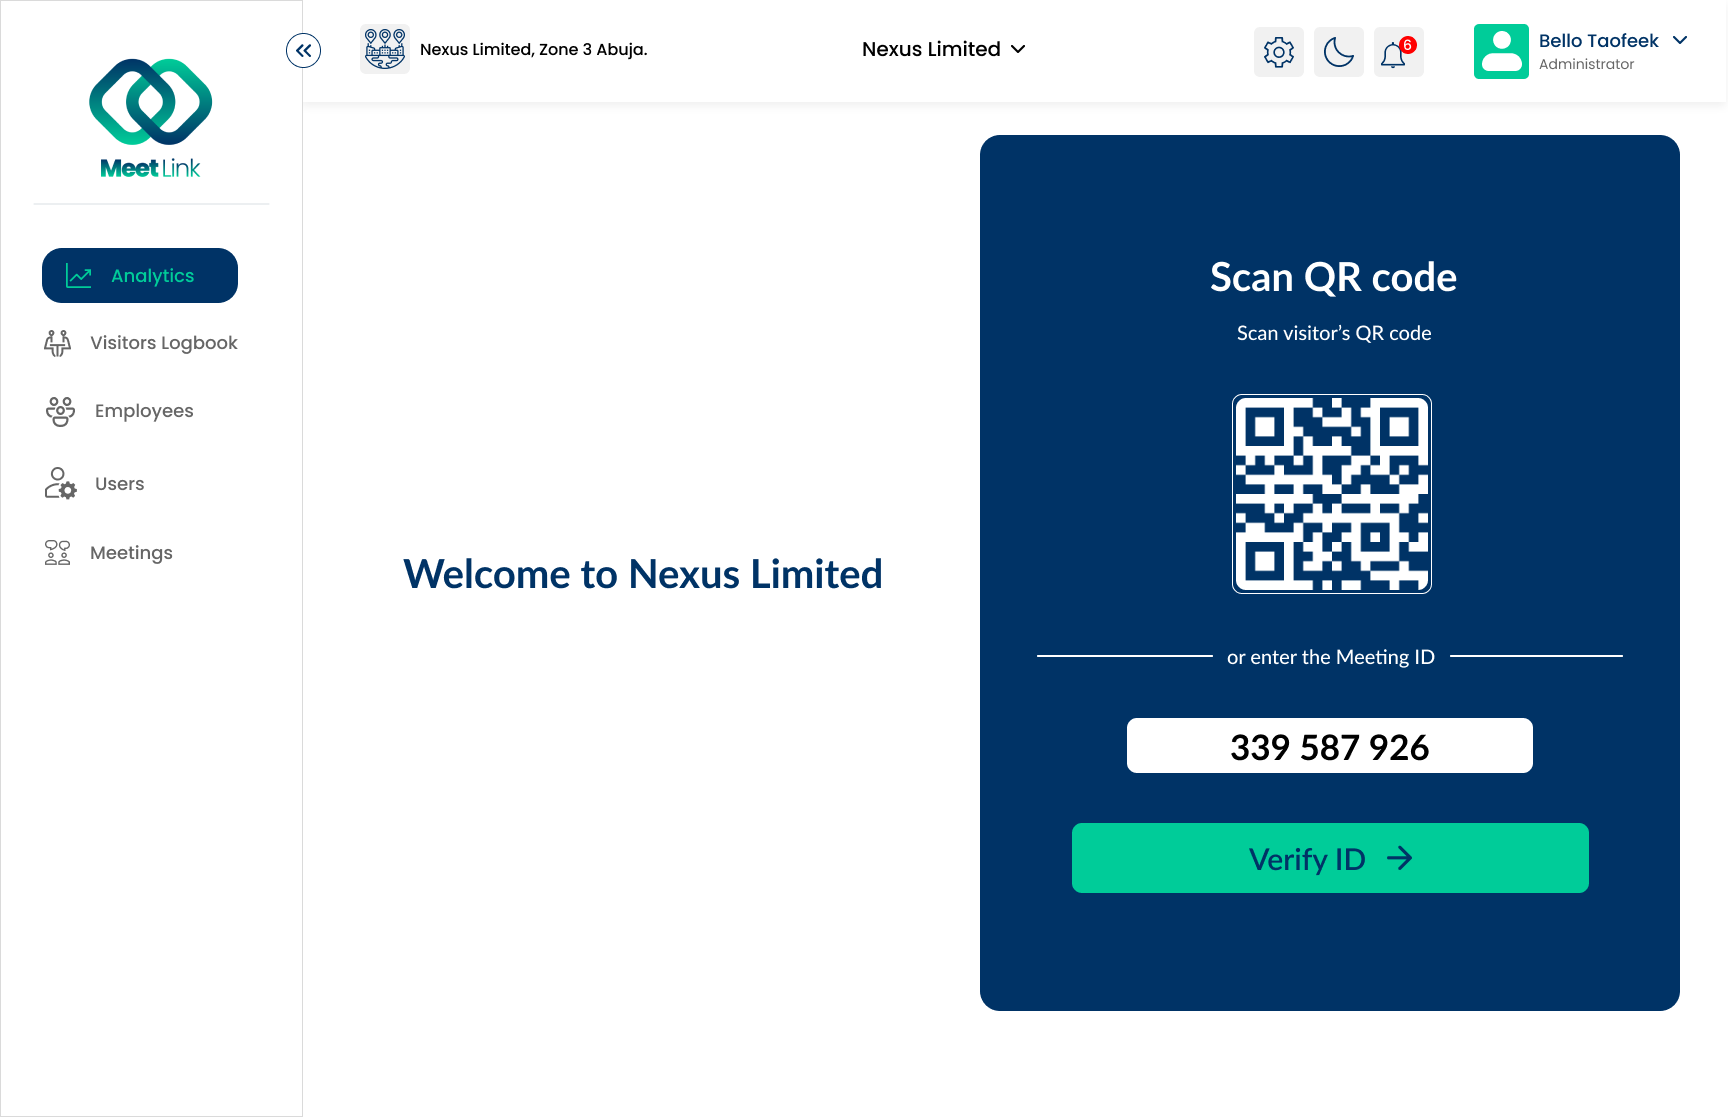 MeetLink
Analytics
Visitors Logbook
Employees
Users
Meetings
Nexus Limited, Zone 3 Abuja.
Nexus Limited
6
Bello Taofeek
Administrator
Welcome to Nexus Limited
Scan QR code
Scan visitor’s QR code
or enter the Meeting ID
339 587 926
Verify ID